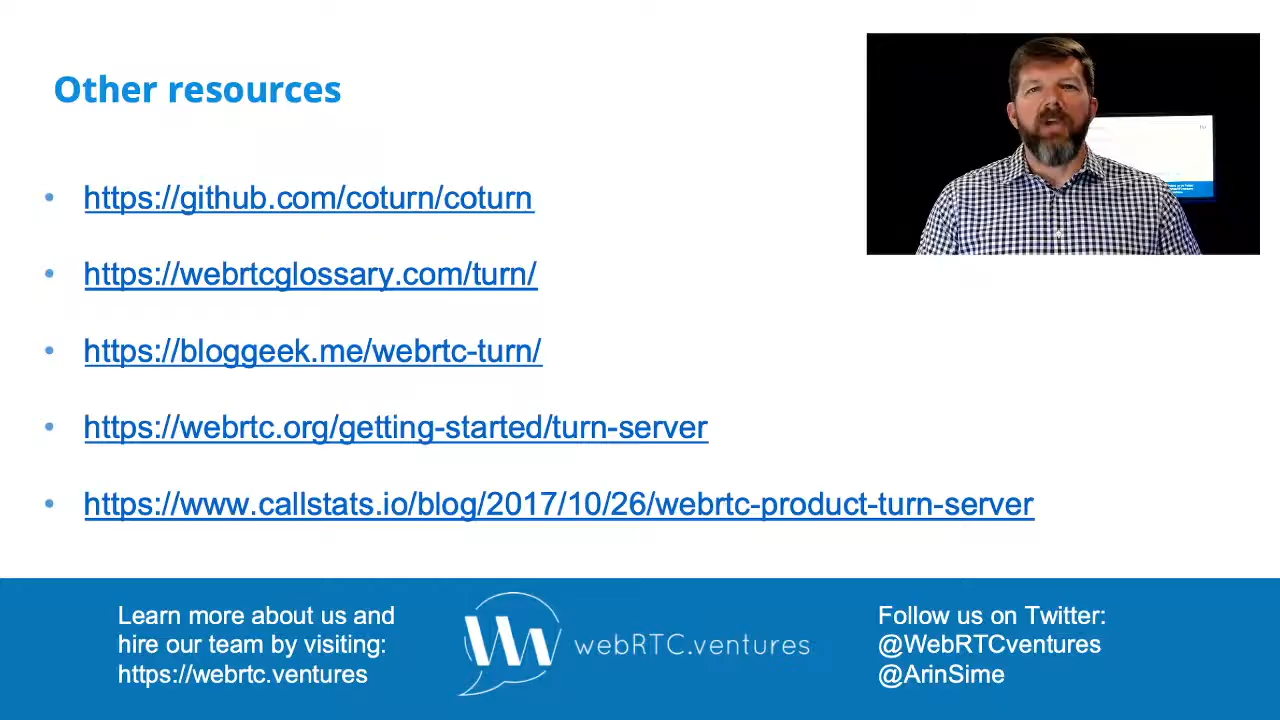 Other resources
• https://github.com/coturn/coturn
• https://webrtcglossary.com/turn/
• https://bloggeek.me/webrtc-turn/
• https://webrtc.org/getting-started/turn-server
• https://www.callstats.io/blog/2017/10/26/webrtc-product-turn-server
Learn more about us and
hire our team by visiting:
https://webrtc.ventures
webRTC.ventures
Follow us on Twitter:
@WebRTCventures
@ArinSime